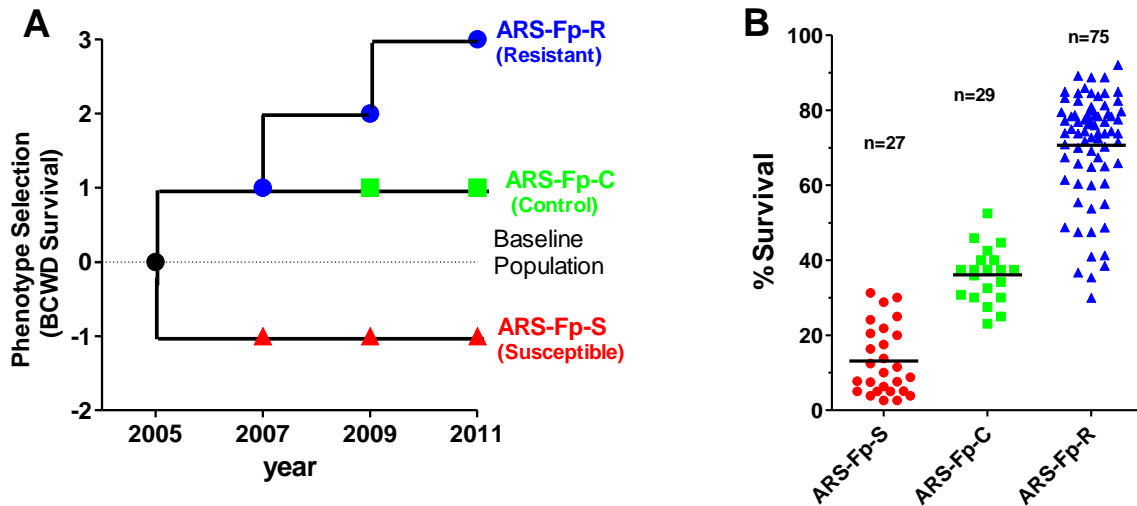 A
Phenotype Selection
(BCWD Survival)
3
2
1
0
-1
-2
2005
2007
2009
2011
year
ARS-Fp-R
(Resistant)
ARS-Fp-C
(Control)
Baseline
Population
ARS-Fp-S
(Susceptible)
B
% Survival
100
80
60
40
20
0
n=27
n=29
n=75
ARS-Fp-S
ARS-Fp-C
ARS-Fp-R